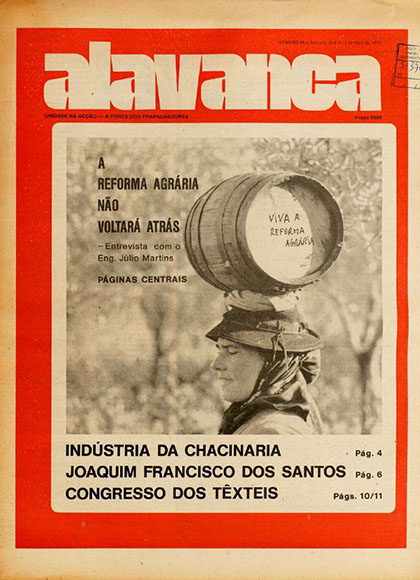 alavanca
UNIDADE NA ACÇÃO — A FORÇA DOS TRABALHADORES
A
REFORMA AGRÁRIA
NÃO
VOLTARÁ ATRÁS
– Entrevista com o
Eng. Júlio Martins
PÁGINAS CENTRAIS
VIVA A
REFORMA
AGRÁRIA
INDÚSTRIA DA CHACINARIA Pág. 4
JOAQUIM FRANCISCO DOS SANTOS Pág. 6
CONGRESSO DOS TÊXTEIS Págs. 10/11